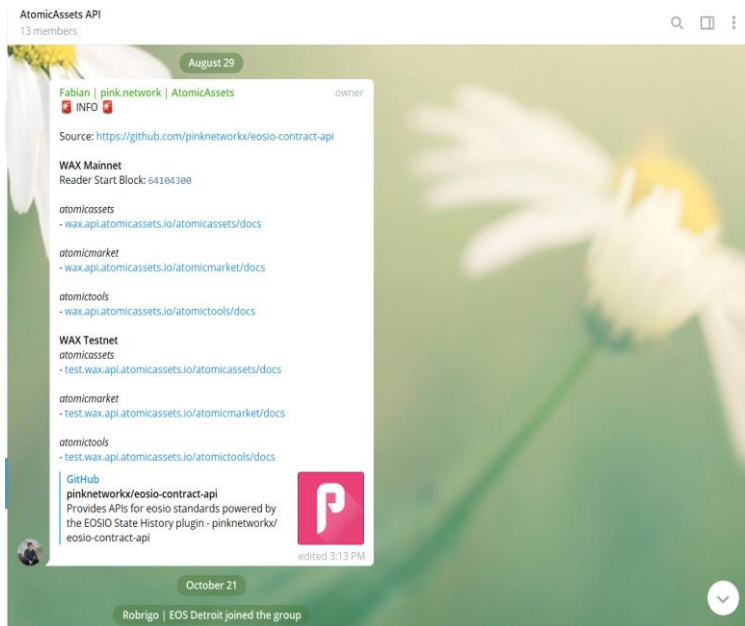 AtomicAssets API
13 members
August 29
Fabian | pink.network | AtomicAssets owner
🚨 INFO 🚨
Source: https://github.com/pinknetworkx/eosio-contract-api
WAX Mainnet
Reader Start Block: 64104300
atomicassets
- wax.api.atomicassets.io/atomicassets/docs
atomicmarket
- wax.api.atomicassets.io/atomicmarket/docs
atomictools
- wax.api.atomicassets.io/atomictools/docs
WAX Testnet
atomicassets
- test.wax.api.atomicassets.io/atomicassets/docs
atomicmarket
- test.wax.api.atomicassets.io/atomicmarket/docs
atomictools
- test.wax.api.atomicassets.io/atomictools/docs
GitHub
pinknetworkx/eosio-contract-api
Provides APIs for eosio standards powered by
the EOSIO State History plugin - pinknetworkx/
eosio-contract-api
edited 3:13 PM
October 21
Robrigo | EOS Detroit joined the group